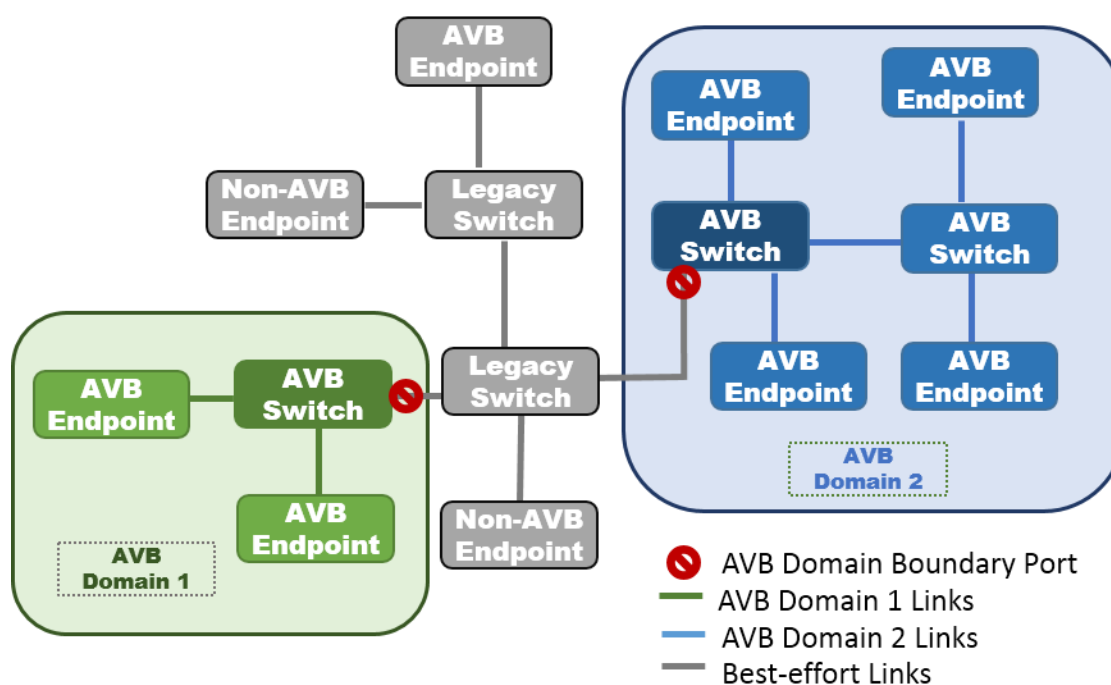 AVB
Endpoint
AVB
Endpoint
AVB
Endpoint
Non-AVB
Endpoint
Legacy
Switch
AVB
Switch
AVB
Switch
AVB
Endpoint
AVB
Switch
Legacy
Switch
AVB
Endpoint
AVB
Endpoint
AVB
Endpoint
Non-AVB
Endpoint
AVB
Domain 1
AVB
Domain 2
AVB Domain Boundary Port
AVB Domain 1 Links
AVB Domain 2 Links
Best-effort Links